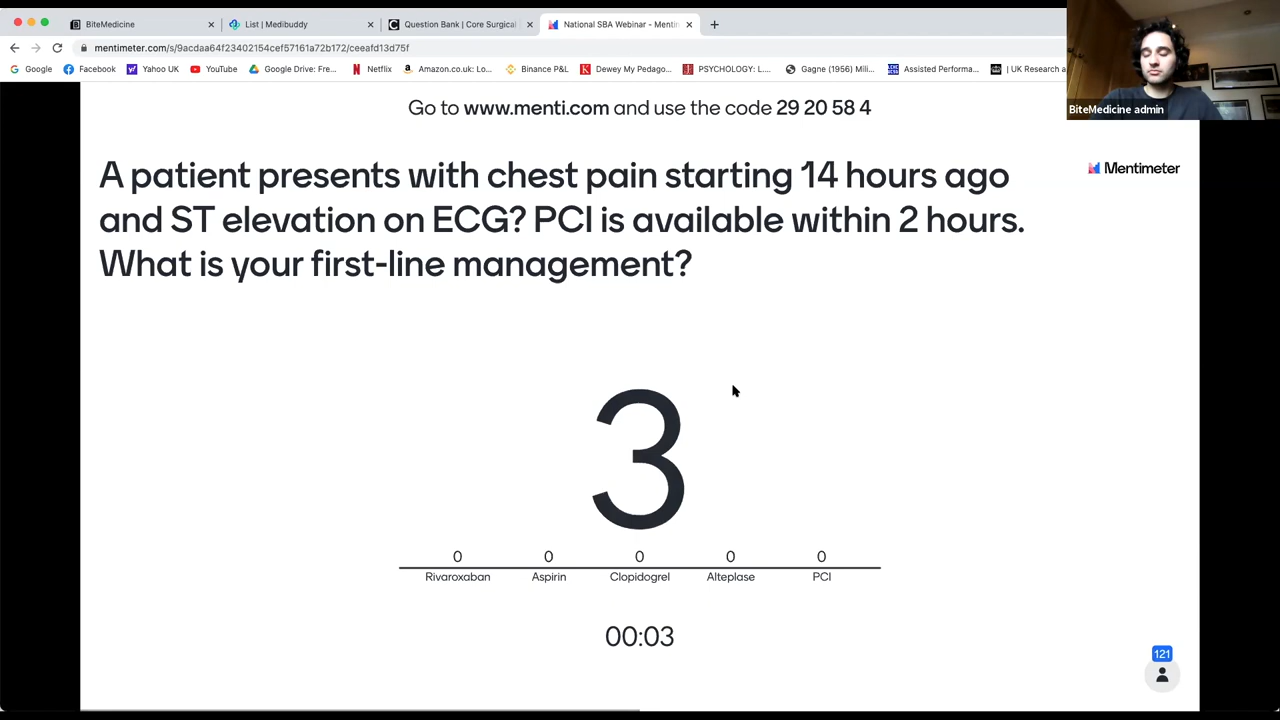 BiteMedicine
List | Medibuddy
Question Bank | Core Surgical
National SBA Webinar - Mentim
mentimeter.com/s/9acdaa64f23402154cef57161a72b172/ceeafd13d75f
Google
Facebook
Yahoo UK
YouTube
Google Drive: Fre...
Netflix
Amazon.co.uk: Lo...
Binance P&L
Dewey My Pedago...
PSYCHOLOGY: L....
Gagne (1956) Mili...
Assisted Performa...
| UK Research a
BiteMedicine admin
Go to www.menti.com and use the code 29 20 58 4
A patient presents with chest pain starting 14 hours ago
and ST elevation on ECG? PCI is available within 2 hours.
What is your first-line management?
Mentimeter
3
0 0 0 0 0
Rivaroxaban Aspirin Clopidogrel Alteplase PCI
00:03
121